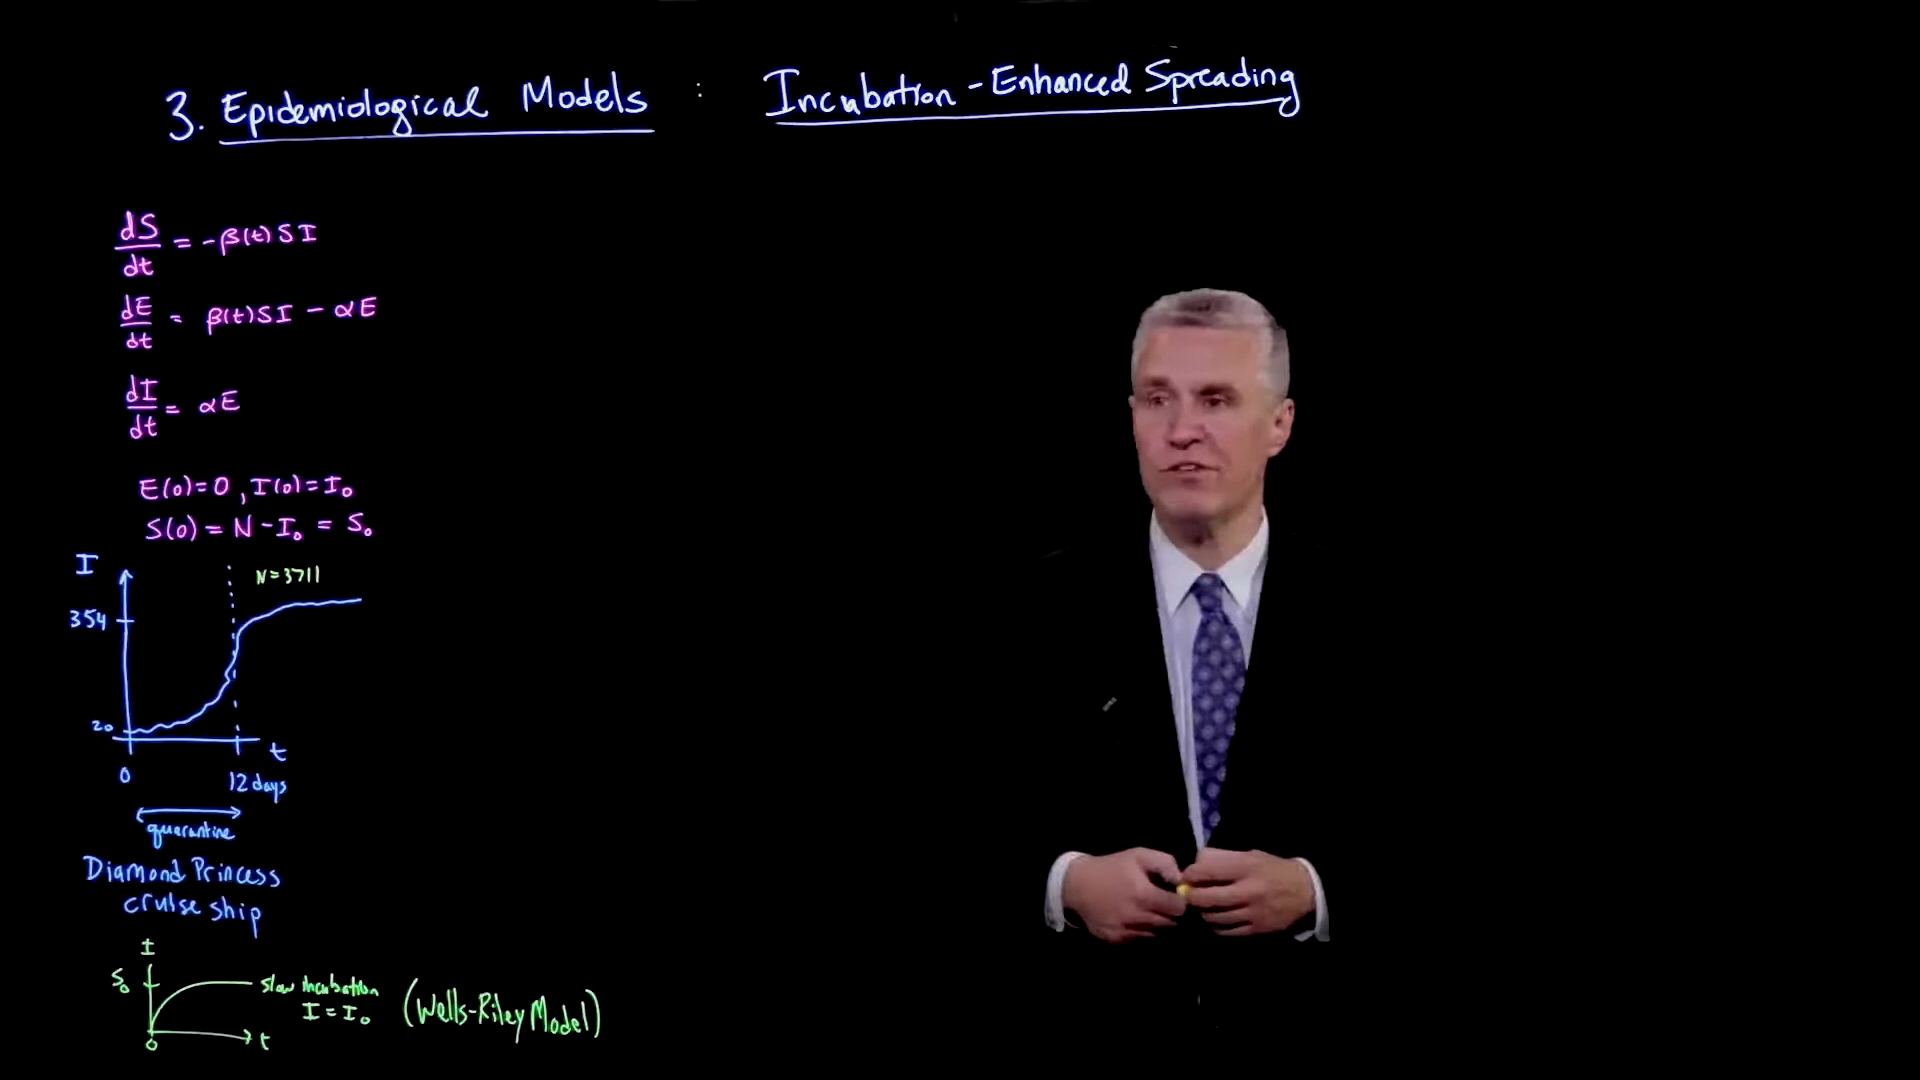 3. Epidemiological Models : Incubation-Enhanced Spreading
dS/dt = -β(t) S I
dE/dt = β(t) S I - αE
dI/dt = αE
E(0)=0, I(0)=I₀
S(0) = N - I₀ = S₀
I
N=3711
354
20
t
0
12 days
quarantine
Diamond Princess
cruise ship
I
S₀
slow incubation
I = I₀
(Wells-Riley Model)
0
t